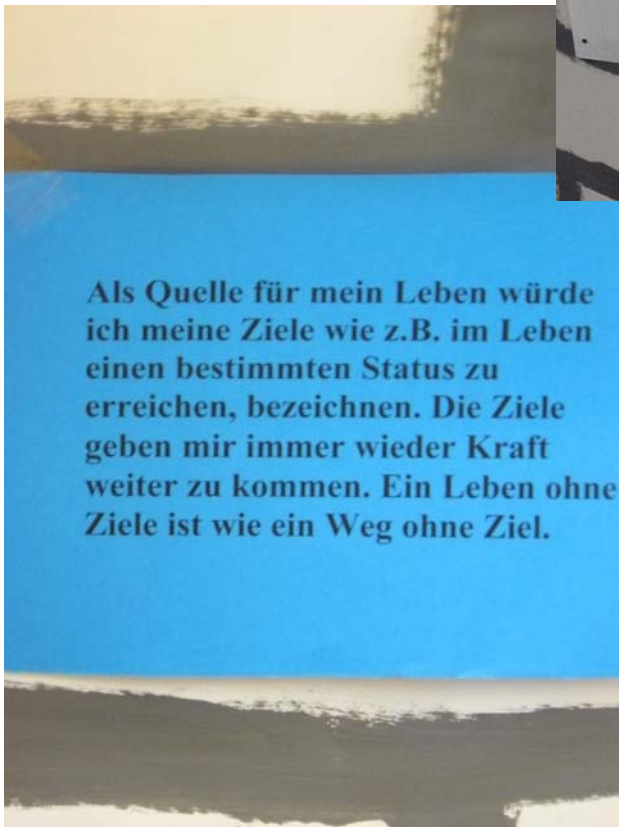 Als Quelle für mein Leben würde
ich meine Ziele wie z.B. im Leben
einen bestimmten Status zu
erreichen, bezeichnen. Die Ziele
geben mir immer wieder Kraft
weiter zu kommen. Ein Leben ohne
Ziele ist wie ein Weg ohne Ziel.